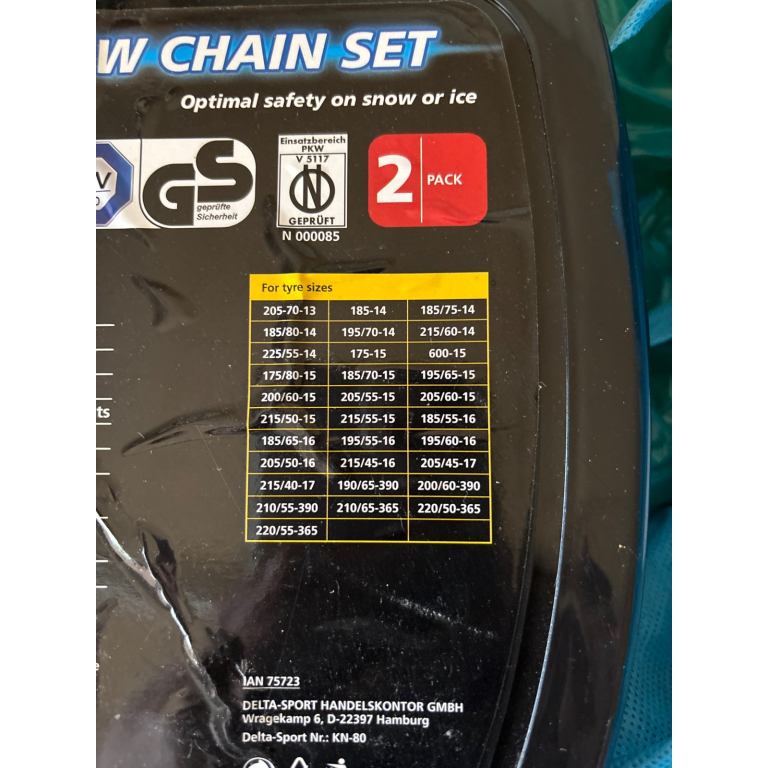 W CHAIN SET
Optimal safety on snow or ice
GS
geprüfte
Sicherheit
Einsatzbereich
PKW
V 5117
GEPRÜFT
N 000085
2 PACK
For tyre sizes
205-70-13 185-14 185/75-14
185/80-14 195/70-14 215/60-14
225/55-14 175-15 600-15
175/80-15 185/70-15 195/65-15
200/60-15 205/55-15 205/60-15
215/50-15 215/55-15 185/55-16
ts
185/65-16 195/55-16 195/60-16
205/50-16 215/45-16 205/45-17
215/40-17 190/65-390 200/60-390
210/55-390 210/65-365 220/50-365
220/55-365
IAN 75723
DELTA-SPORT HANDELSKONTOR GMBH
Wragekamp 6, D-22397 Hamburg
Delta-Sport Nr.: KN-80